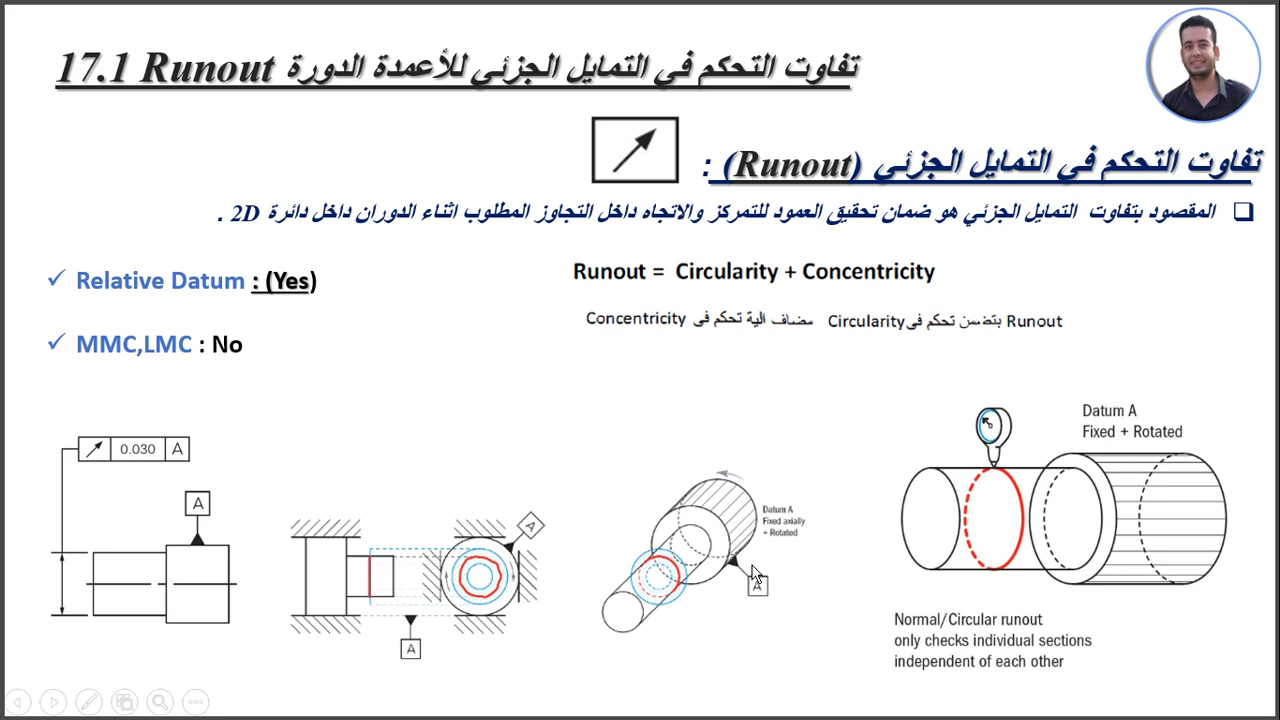 تفاوت التحكم في التمايل الجزئي للأعمدة الدورة 17.1 Runout
تفاوت التحكم في التمايل الجزئي (Runout) :
المقصود بتفاوت التمايل الجزئي هو ضمان تحقيق العمود للتمركز والاتجاه داخل التجاوز المطلوب اثناء الدوران داخل دائرة 2D .
Relative Datum : (Yes)
MMC,LMC : No
Runout = Circularity + Concentricity
Runout بتضمن تحكم فى Circularity مضاف الية تحكم فى Concentricity
0.030 A
A
A
A
Datum A
Fixed axially
+ Rotated
A
Datum A
Fixed + Rotated
Normal/Circular runout
only checks individual sections
independent of each other